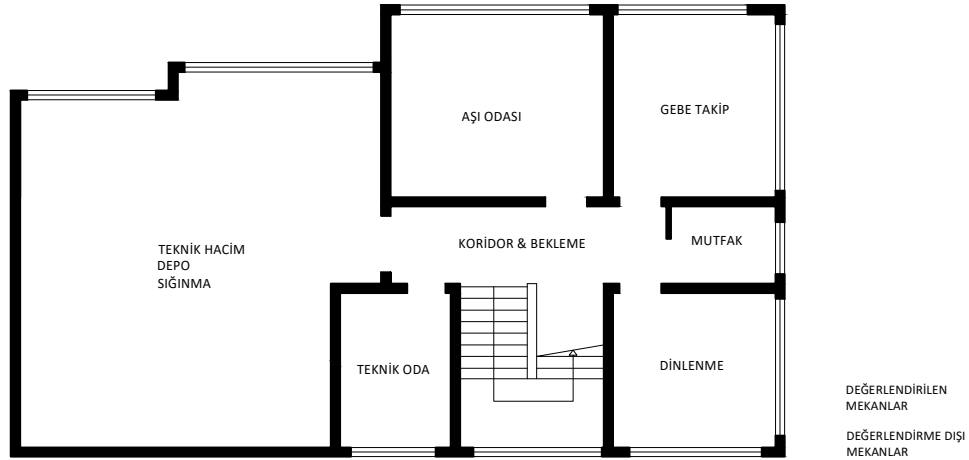 AŞI ODASI
GEBE TAKİP
TEKNİK HACİM
DEPO
SIĞINMA
KORİDOR & BEKLEME
MUTFAK
TEKNİK ODA
DİNLENME
DEĞERLENDİRİLEN
MEKANLAR
DEĞERLENDİRME DIŞI
MEKANLAR